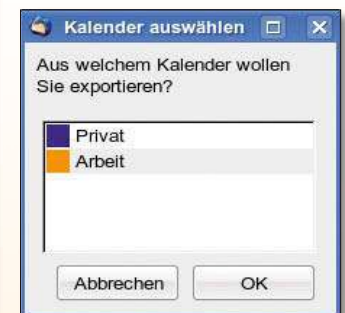 Kalender auswählen
Aus welchem Kalender wollen
Sie exportieren?
Privat
Arbeit
Abbrechen OK